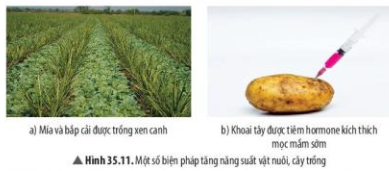 a) Mía và bắp cải được trồng xen canh
b) Khoai tây được tiêm hormone kích thích
mọc mầm sớm
▲ Hình 35.11. Một số biện pháp tăng năng suất vật nuôi, cây trồng